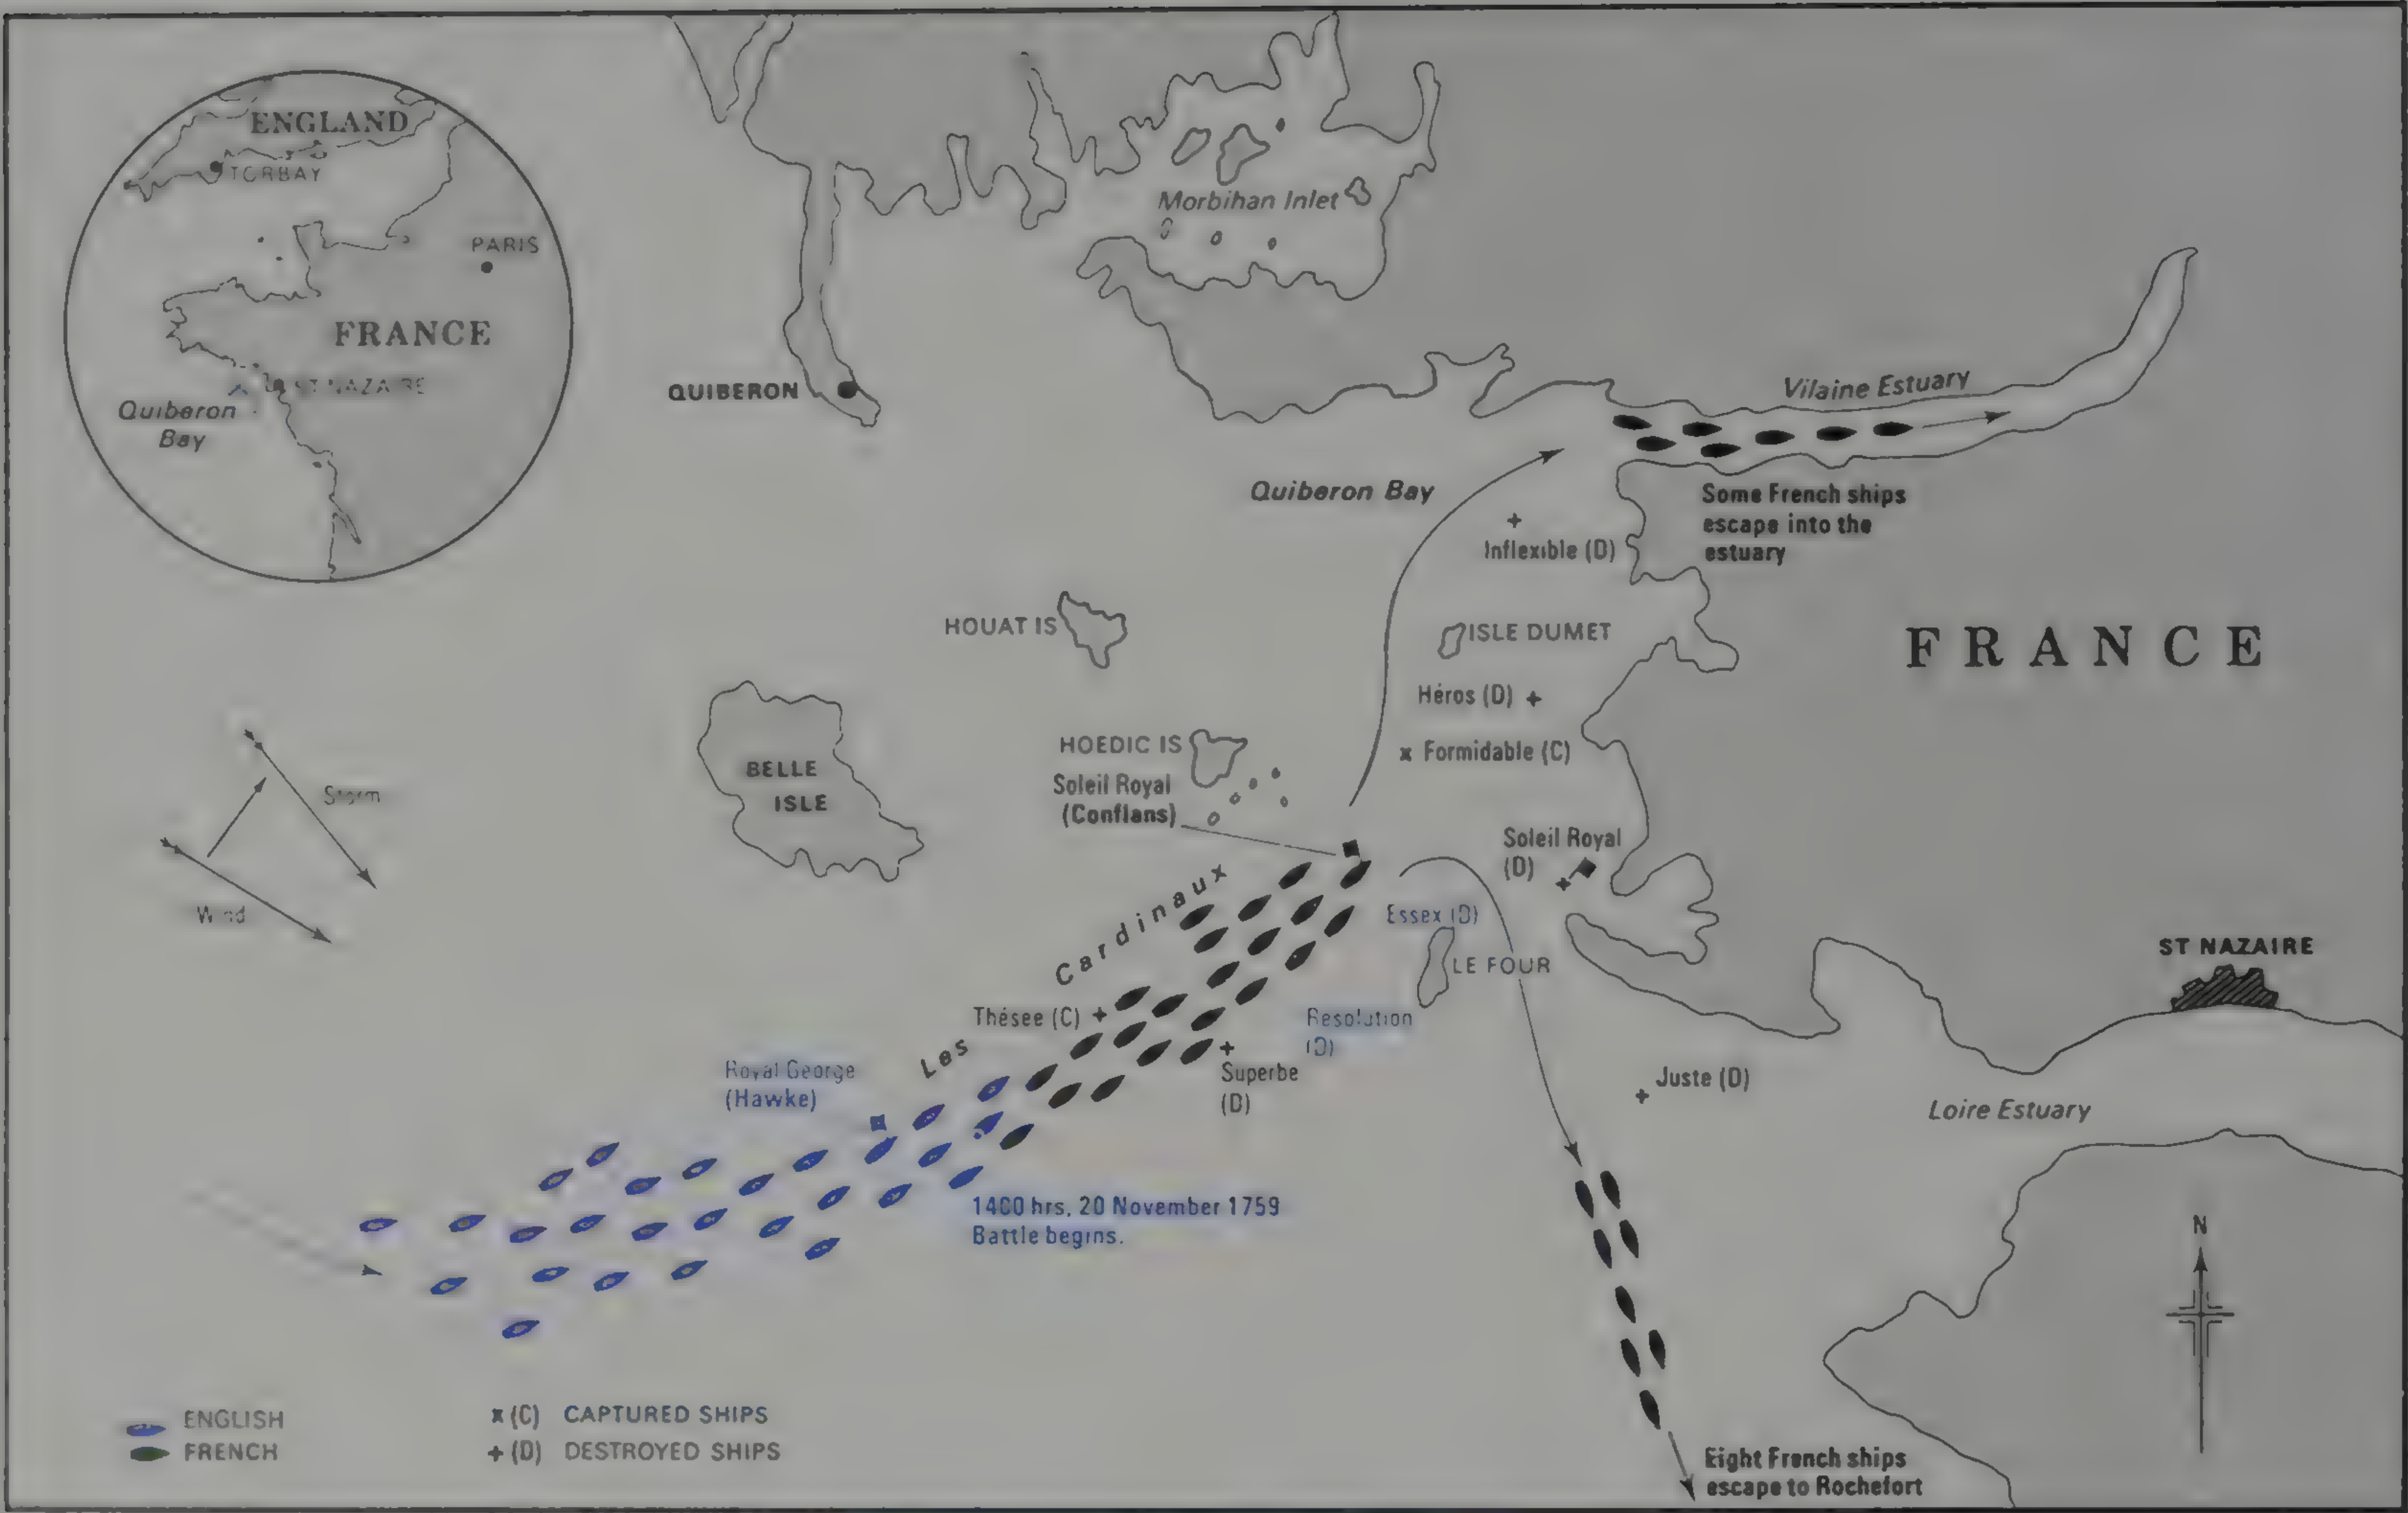 ENGLAND
TORBAY
PARIS
FRANCE
ST NAZAIRE
Quiberon
Bay
Morbihan Inlet
QUIBERON
Vilaine Estuary
Quiberon Bay
Some French ships
escape into the
estuary
Inflexible (D)
HOUAT IS
ISLE DUMET
FRANCE
Héros (D)
HOEDIC IS
Formidable (C)
Soleil Royal
(Conflans)
BELLE
ISLE
Storm
Wind
Soleil Royal
(D)
Les Cardinaux
Essex (D)
LE FOUR
ST NAZAIRE
Thésee (C)
Resolution
(D)
Royal George
(Hawke)
Superbe
(D)
Juste (D)
Loire Estuary
1400 hrs, 20 November 1759
Battle begins.
N
ENGLISH
FRENCH
x (C) CAPTURED SHIPS
+ (D) DESTROYED SHIPS
Eight French ships
escape to Rochefort